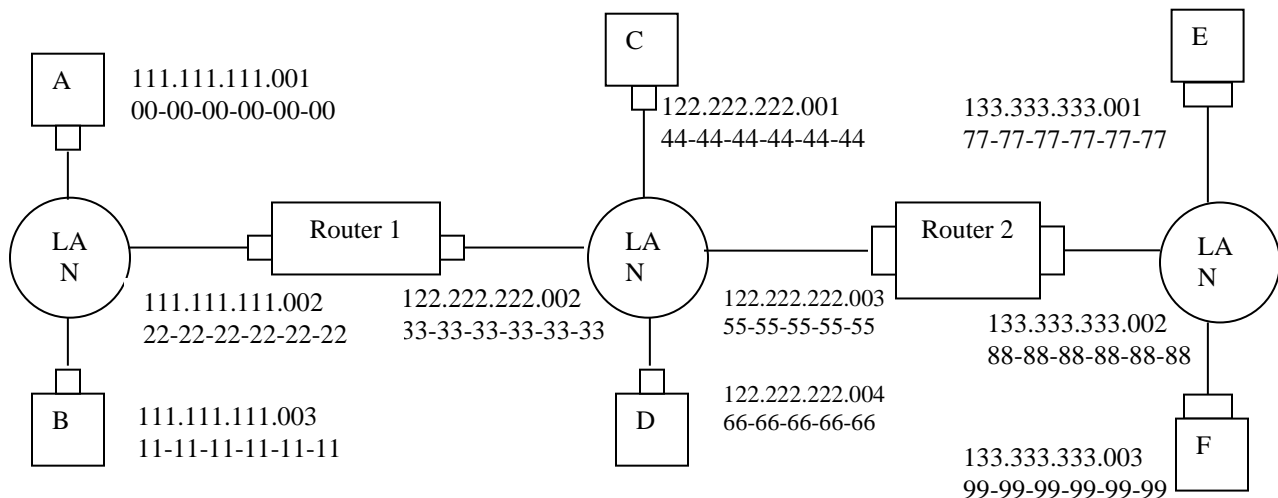 A
111.111.111.001
00-00-00-00-00-00
C
122.222.222.001
44-44-44-44-44-44
E
133.333.333.001
77-77-77-77-77-77
LA
N
Router 1
LA
N
Router 2
LA
N
111.111.111.002
22-22-22-22-22-22
122.222.222.002
33-33-33-33-33-33
122.222.222.003
55-55-55-55-55
133.333.333.002
88-88-88-88-88-88
B
111.111.111.003
11-11-11-11-11-11
D
122.222.222.004
66-66-66-66-66
F
133.333.333.003
99-99-99-99-99-99